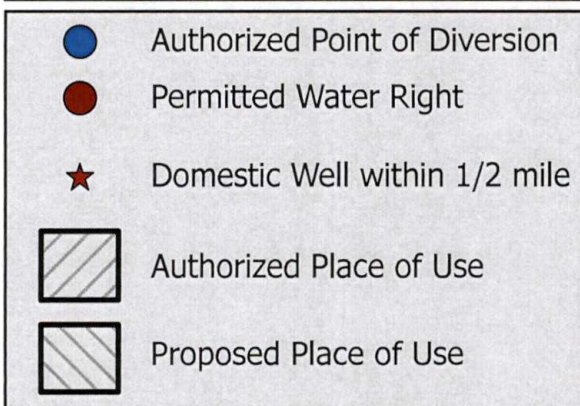 Authorized Point of Diversion
Permitted Water Right
Domestic Well within 1/2 mile
Authorized Place of Use
Proposed Place of Use